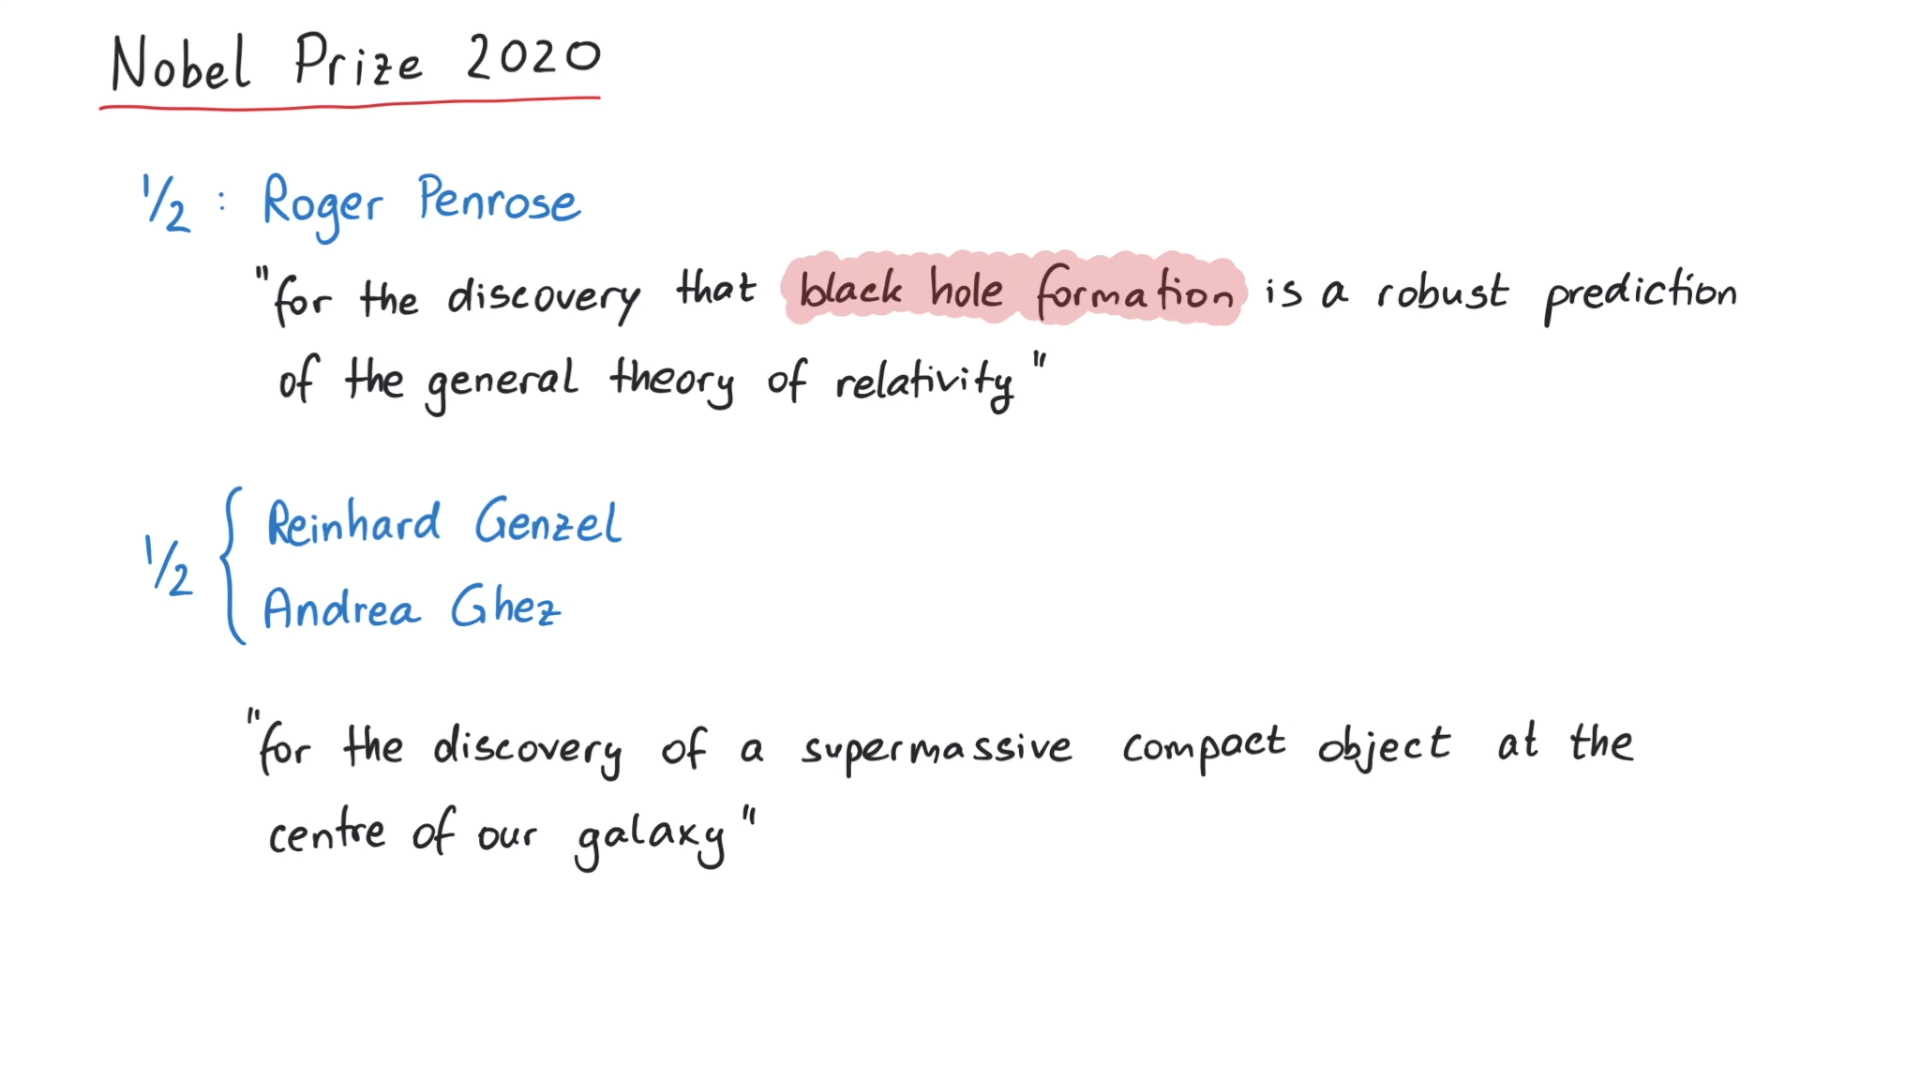 Nobel Prize 2020
1/2 : Roger Penrose
"for the discovery that black hole formation is a robust prediction
of the general theory of relativity"
1/2 { Reinhard Genzel
Andrea Ghez
"for the discovery of a supermassive compact object at the
centre of our galaxy"